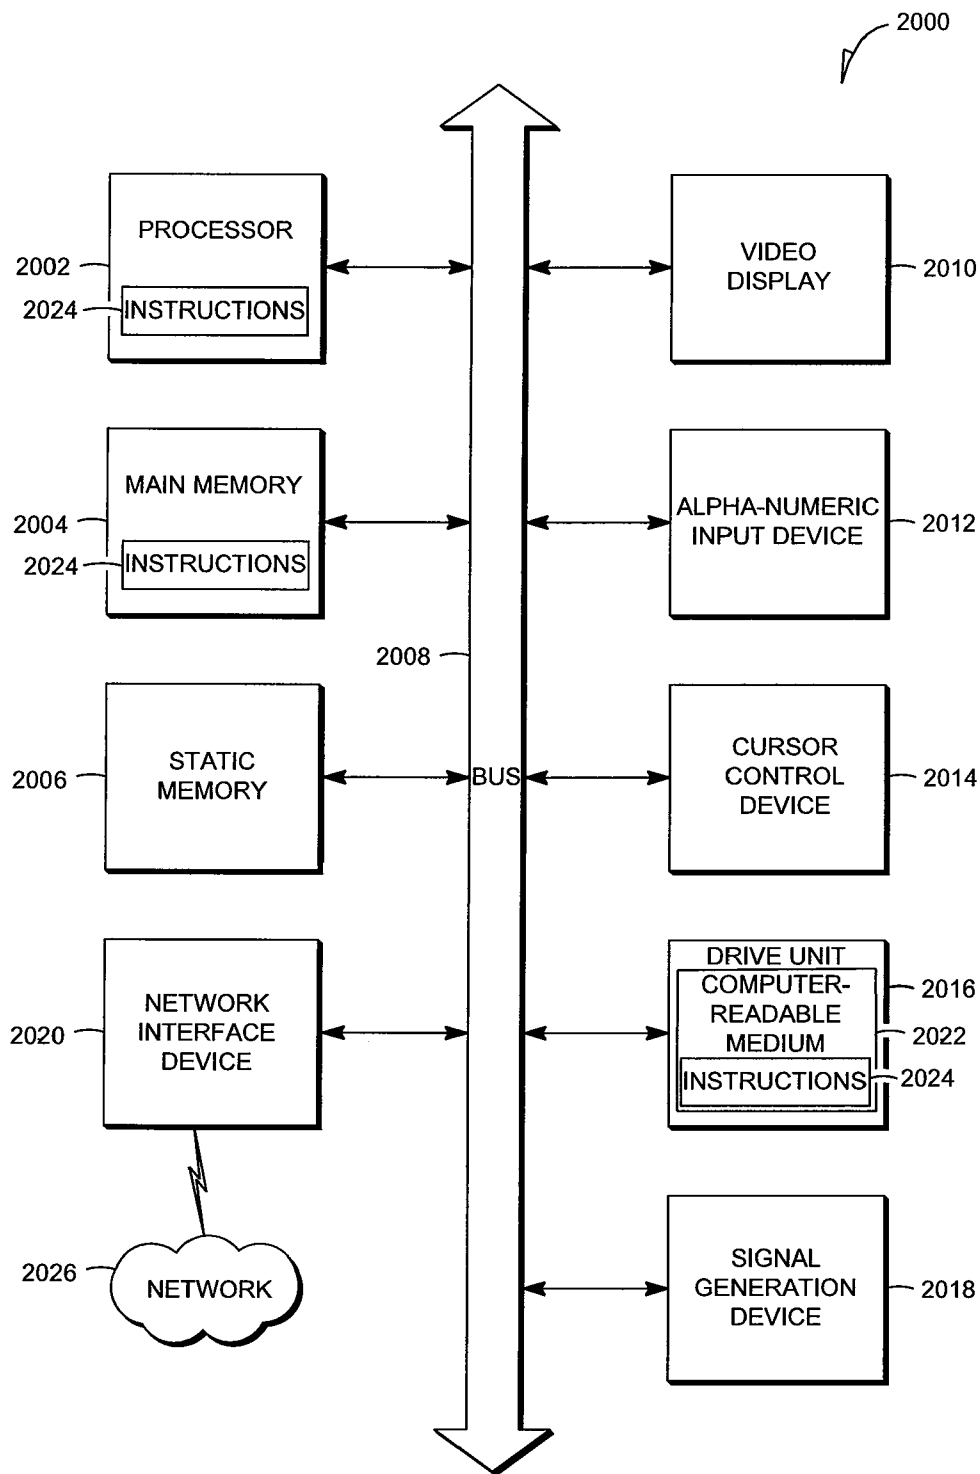 2000
PROCESSOR
2002
2024
INSTRUCTIONS
VIDEO
DISPLAY
2010
MAIN MEMORY
2004
2024
INSTRUCTIONS
ALPHA-NUMERIC
INPUT DEVICE
2012
2008
STATIC
MEMORY
2006
BUS
CURSOR
CONTROL
DEVICE
2014
NETWORK
INTERFACE
DEVICE
2020
DRIVE UNIT
COMPUTER-
READABLE
MEDIUM
INSTRUCTIONS
2016
2022
2024
2026
NETWORK
SIGNAL
GENERATION
DEVICE
2018